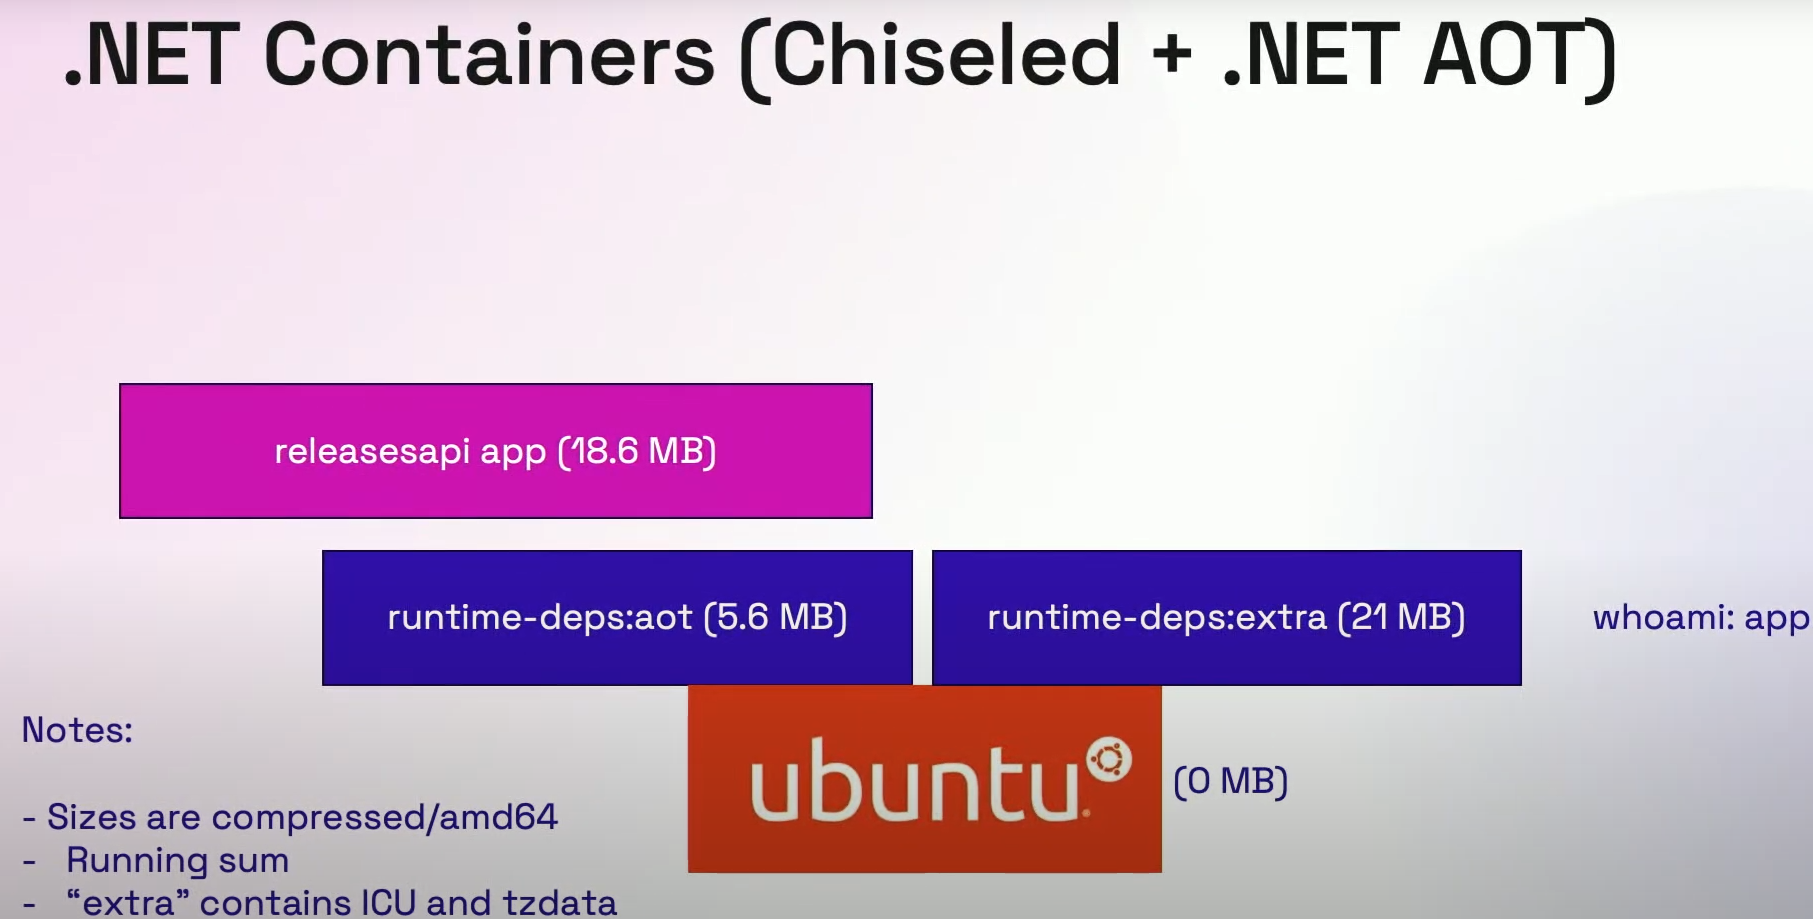 .NET Containers (Chiseled + .NET AOT)
releasesapi app (18.6 MB)
runtime-deps:aot (5.6 MB)
runtime-deps:extra (21 MB)
whoami: app
ubuntu
(0 MB)
Notes:
- Sizes are compressed/amd64
- Running sum
- “extra” contains ICU and tzdata